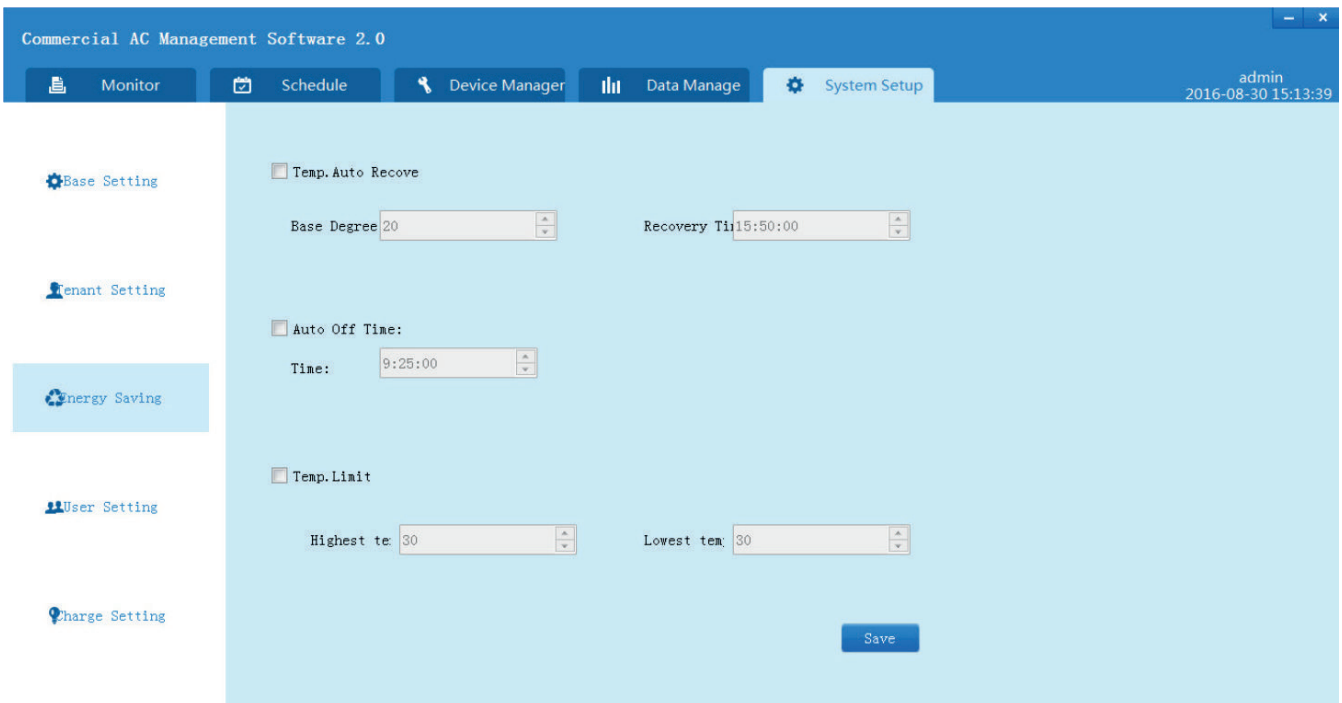 Commercial AC Management Software 2.0
Monitor
Schedule
Device Manager
Data Manage
System Setup
admin
2016-08-30 15:13:39
Base Setting
Tenant Setting
Energy Saving
User Setting
Charge Setting
Temp.Auto Recove
Base Degree 20
Recovery Ti 15:50:00
Auto Off Time:
Time: 9:25:00
Temp.Limit
Highest te 30
Lowest tem 30
Save